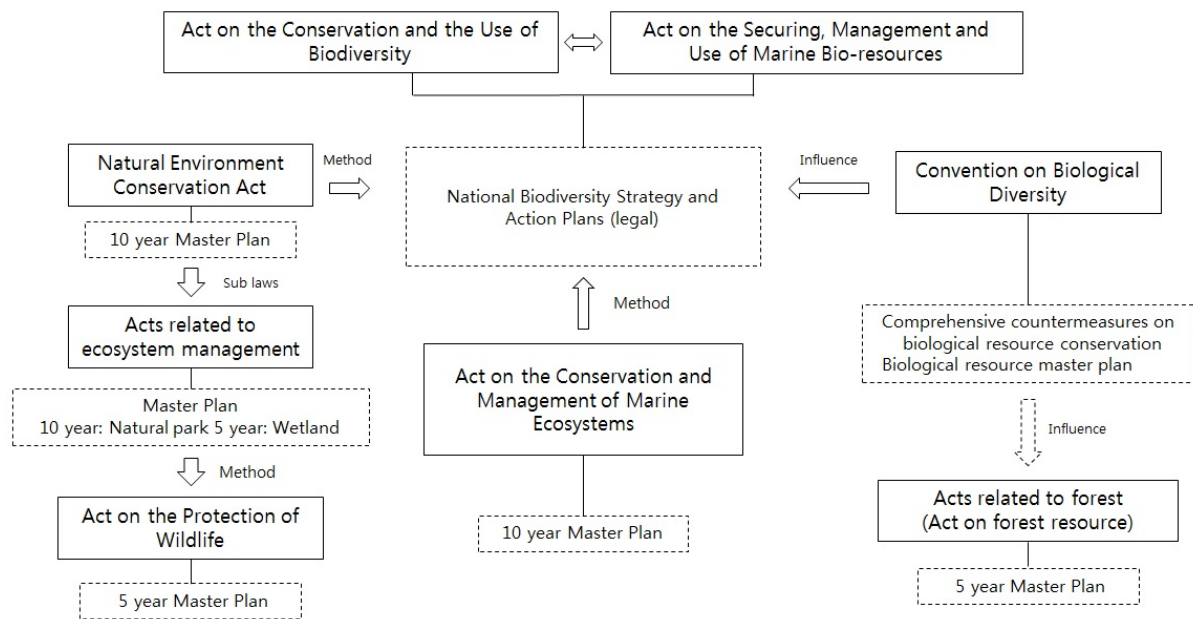 Act on the Conservation and the Use of
Biodiversity
Act on the Securing, Management and
Use of Marine Bio-resources
Natural Environment
Conservation Act
Method
National Biodiversity Strategy and
Action Plans (legal)
Influence
Convention on Biological
Diversity
10 year Master Plan
Sub laws
Acts related to
ecosystem management
Method
Comprehensive countermeasures on
biological resource conservation
Biological resource master plan
Master Plan
10 year: Natural park 5 year: Wetland
Act on the Conservation and
Management of Marine
Ecosystems
Influence
Method
Act on the Protection of
Wildlife
10 year Master Plan
Acts related to forest
(Act on forest resource)
5 year Master Plan
5 year Master Plan